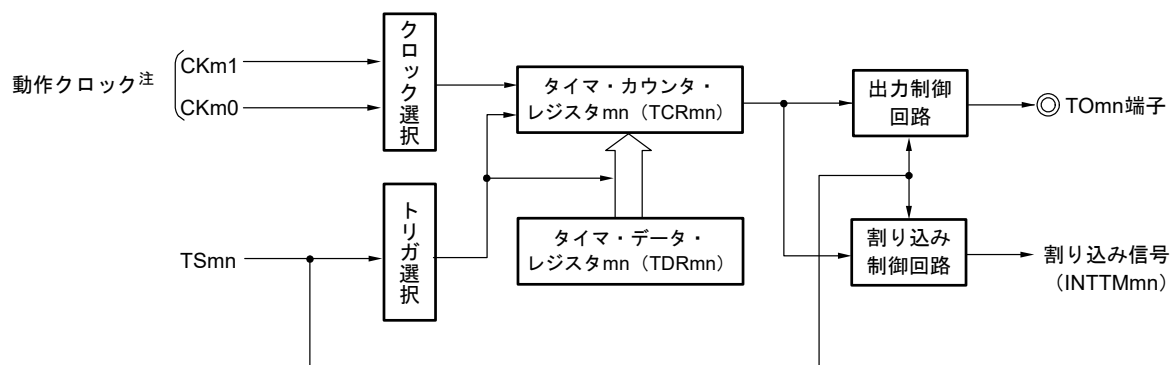 動作クロック注
CKm1
CKm0
クロック選択
タイマ・カウンタ・
レジスタmn（TCRmn）
出力制御
回路
TOmn端子
TSmn
トリガ選択
タイマ・データ・
レジスタmn（TDRmn）
割り込み
制御回路
割り込み信号
（INTTMmn）